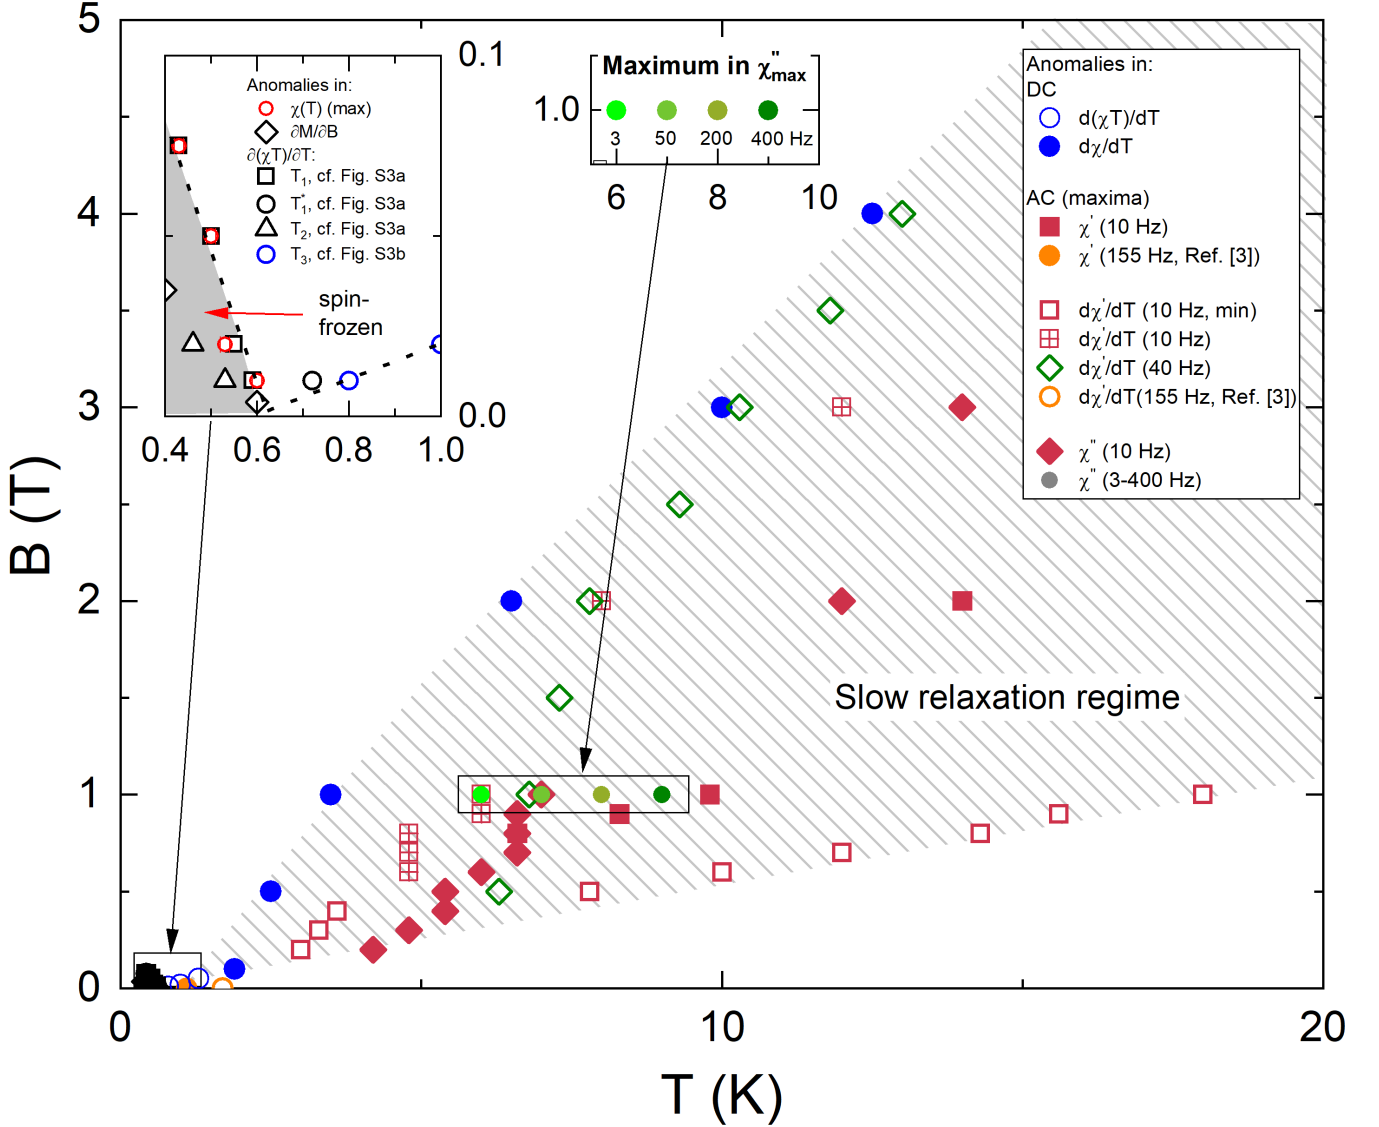 5
4
3
2
1
0
B (T)
0
10
20
T (K)
0.1
0.0
0.4
0.6
0.8
1.0
Anomalies in:
χ(T) (max)
∂M/∂B
∂(χT)/∂T:
T₁, cf. Fig. S3a
T₁*, cf. Fig. S3a
T₂, cf. Fig. S3a
T₃, cf. Fig. S3b
spin-
frozen
Maximum in χ"max
1.0
3 50 200 400 Hz
6 8 10
Anomalies in:
DC
d(χT)/dT
dχ/dT
AC (maxima)
χ' (10 Hz)
χ' (155 Hz, Ref. [3])
dχ'/dT (10 Hz, min)
dχ'/dT (10 Hz)
dχ'/dT (40 Hz)
dχ'/dT(155 Hz, Ref. [3])
χ" (10 Hz)
χ" (3-400 Hz)
Slow relaxation regime